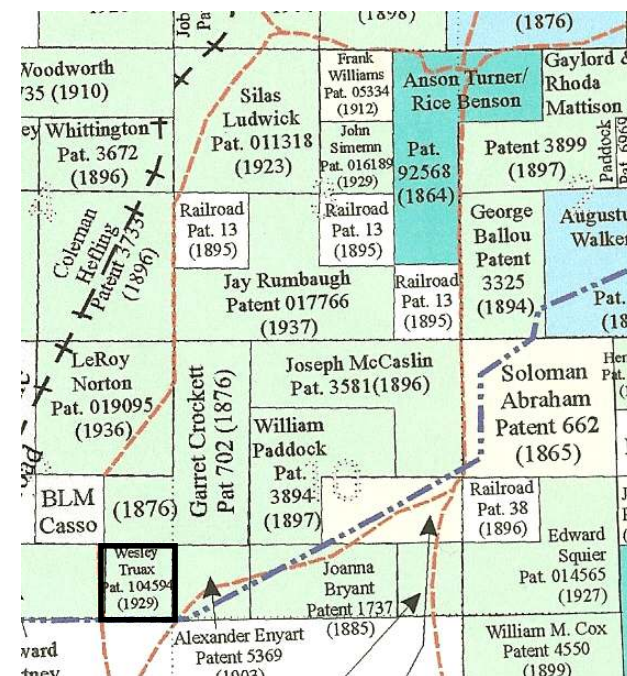 (1898)
(1876)
Woodworth
735 (1910)
Frank
Williams
Pat. 05334
(1912)
Anson Turner/
Rice Benson
Pat.
92568
(1864)
Gaylord &
Rhoda
Mattison
Patent 3899
(1897)
Paddock
Pat. 6969
Silas
Ludwick
Pat. 011318
(1923)
Whittington
Pat. 3672
(1896)
John
Simemn
Pat. 016189
(1929)
Coleman
Hefling
Patent 3733
(1896)
Railroad
Pat. 13
(1895)
Railroad
Pat. 13
(1895)
George
Ballou
Patent
3325
(1894)
Augustu
Walker
Pat.
(18
Jay Rumbaugh
Patent 017766
(1937)
Railroad
Pat. 13
(1895)
LeRoy
Norton
Pat. 019095
(1936)
Garret Crockett
Pat 702 (1876)
Joseph McCaslin
Pat. 3581(1896)
Soloman
Abraham
Patent 662
(1865)
William
Paddock
Pat.
3894
(1897)
10
BLM
Casso
(1876)
Railroad
Pat. 38
(1896)
Wesley
Truax
Pat. 104594
(1929)
Joanna
Bryant
Patent 1737
(1885)
Edward
Squier
Pat. 014565
(1927)
Alexander Enyart
Patent 5369
(1903)
William M. Cox
Patent 4550
(1899)